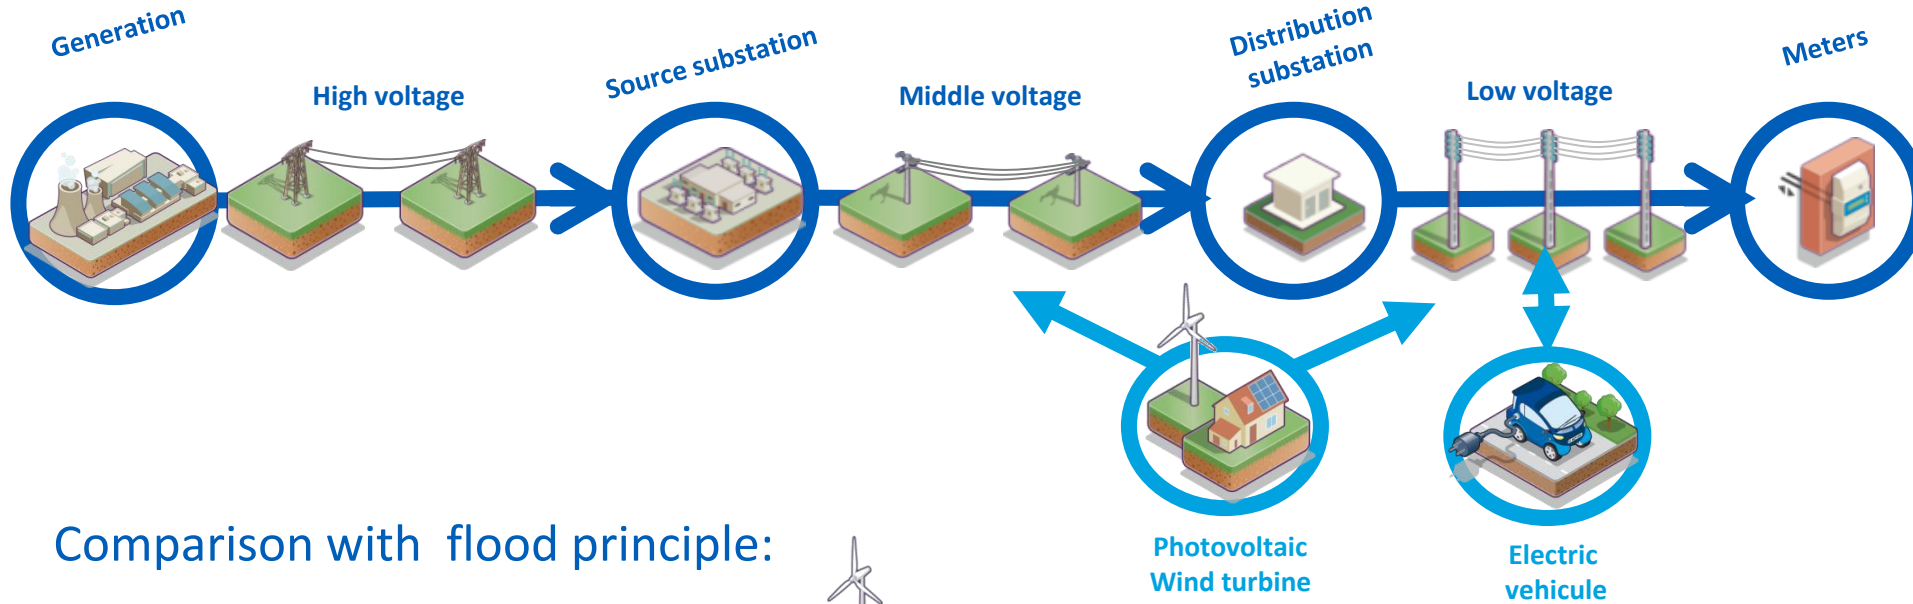 Generation
High voltage
Source substation
Middle voltage
Distribution
substation
Low voltage
Meters
Photovoltaic
Wind turbine
Electric
vehicule
Comparison with  flood principle: